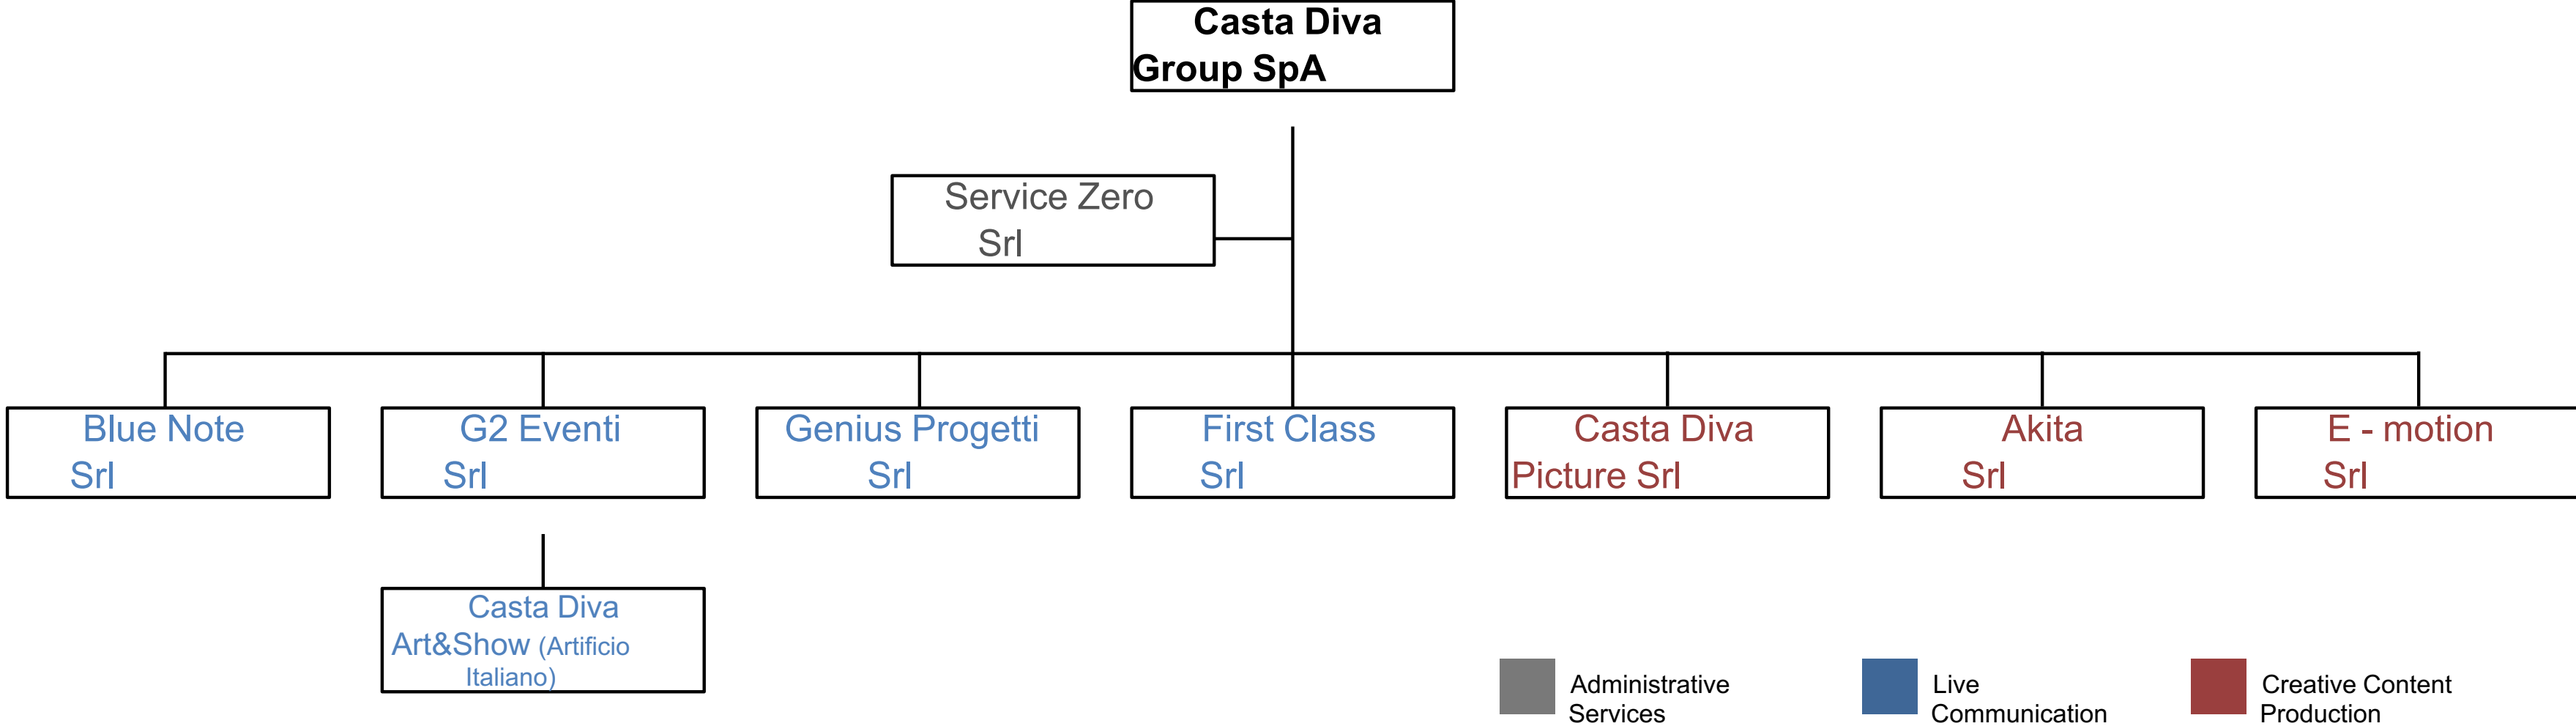 Casta Diva
Group SpA
Service Zero
Srl
Blue Note
Srl
G2 Eventi
Srl
Genius Progetti
Srl
First Class
Srl
Casta Diva
Picture Srl
Akita
Srl
E - motion
Srl
Casta Diva
Art&Show (Artificio
Italiano)
Administrative
Services
Live
Communication
Creative Content
Production